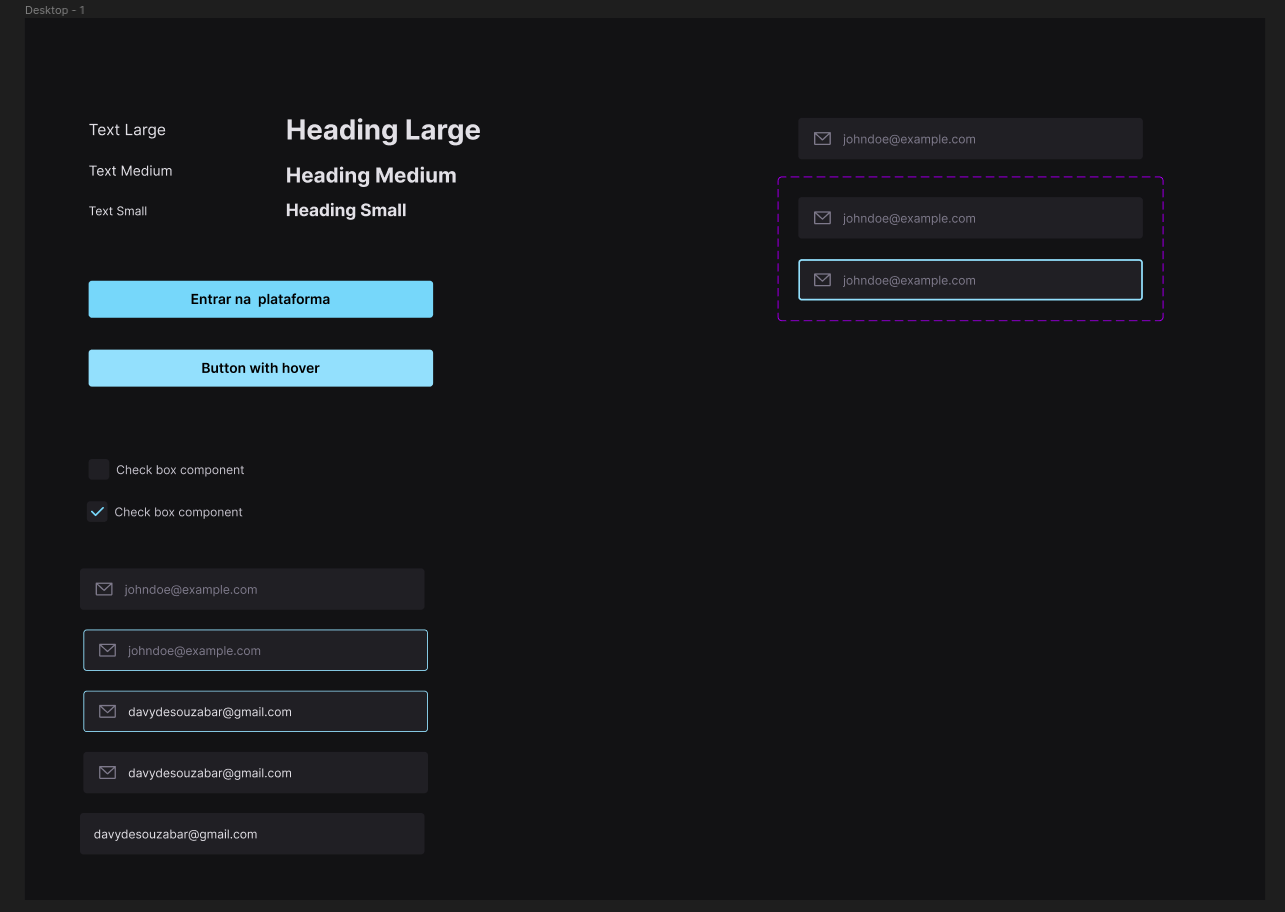 Desktop - 1
Text Large
Heading Large
Text Medium
Heading Medium
Text Small
Heading Small
Entrar na  plataforma
Button with hover
Check box component
Check box component
johndoe@example.com
johndoe@example.com
davydesouzabar@gmail.com
davydesouzabar@gmail.com
davydesouzabar@gmail.com
johndoe@example.com
johndoe@example.com
johndoe@example.com